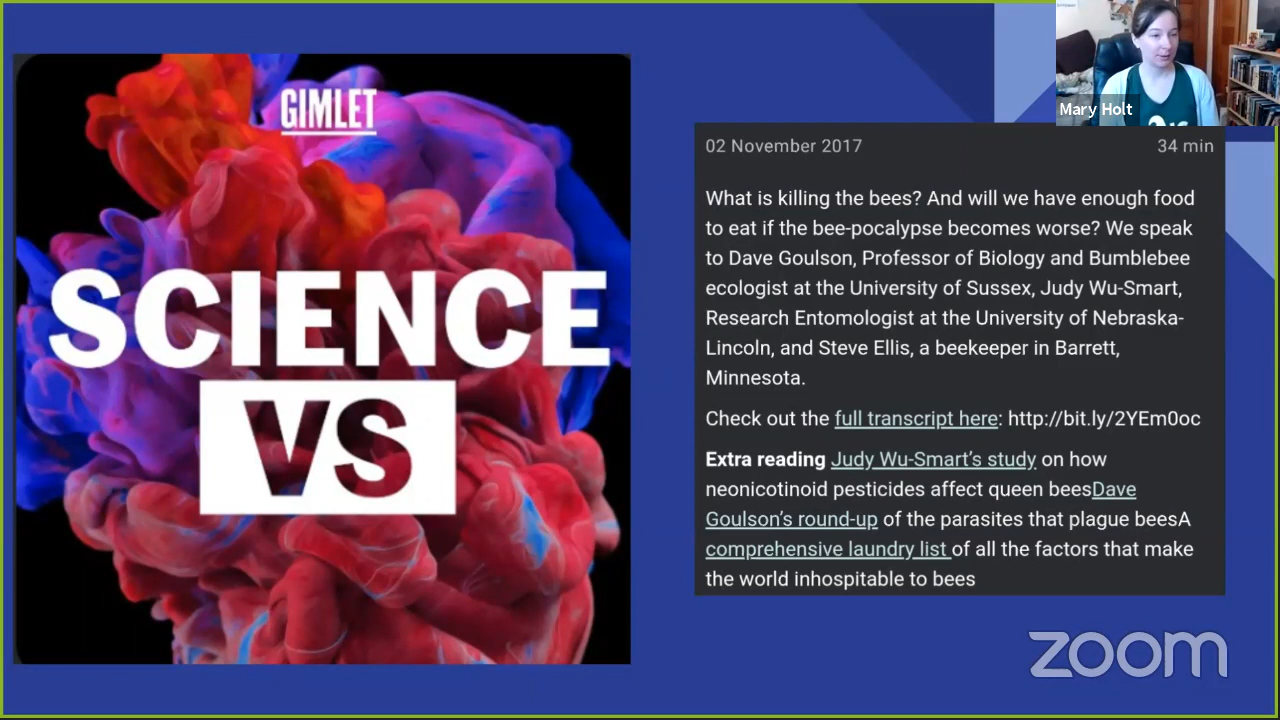 GIMLET
SCIENCE
VS
Mary Holt
02 November 2017 34 min
What is killing the bees? And will we have enough food
to eat if the bee-pocalypse becomes worse? We speak
to Dave Goulson, Professor of Biology and Bumblebee
ecologist at the University of Sussex, Judy Wu-Smart,
Research Entomologist at the University of Nebraska-
Lincoln, and Steve Ellis, a beekeeper in Barrett,
Minnesota.
Check out the full transcript here: http://bit.ly/2YEm0oc
Extra reading Judy Wu-Smart’s study on how
neonicotinoid pesticides affect queen beesDave
Goulson’s round-up of the parasites that plague beesA
comprehensive laundry list of all the factors that make
the world inhospitable to bees
zoom